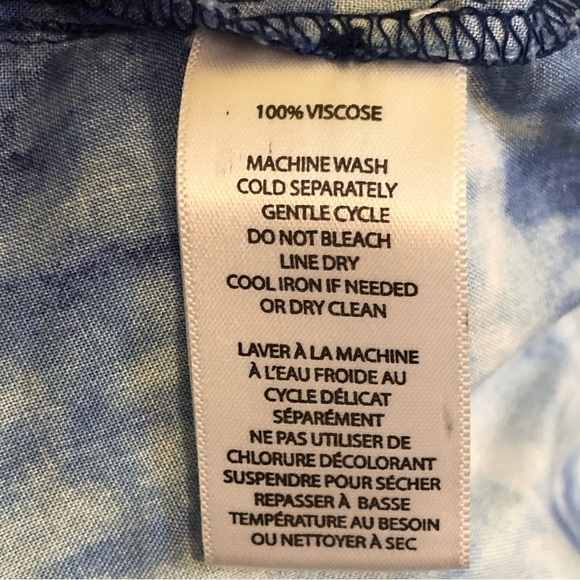 100% VISCOSE
MACHINE WASH
COLD SEPARATELY
GENTLE CYCLE
DO NOT BLEACH
LINE DRY
COOL IRON IF NEEDED
OR DRY CLEAN
LAVER À LA MACHINE
À L'EAU FROIDE AU
CYCLE DÉLICAT
SÉPARÉMENT
NE PAS UTILISER DE
CHLORURE DÉCOLORANT
SUSPENDRE POUR SÉCHER
REPASSER À BASSE
TEMPÉRATURE AU BESOIN
OU NETTOYER À SEC